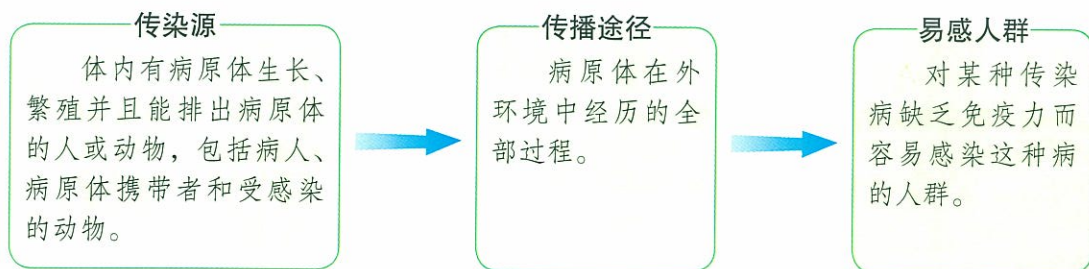 传染源
体内有病原体生长、
繁殖并且能排出病原体
的人或动物，包括病人、
病原体携带者和受感染
的动物。
传播途径
病原体在外
环境中经历的全
部过程。
易感人群
对某种传染
病缺乏免疫力而
容易感染这种病
的人群。